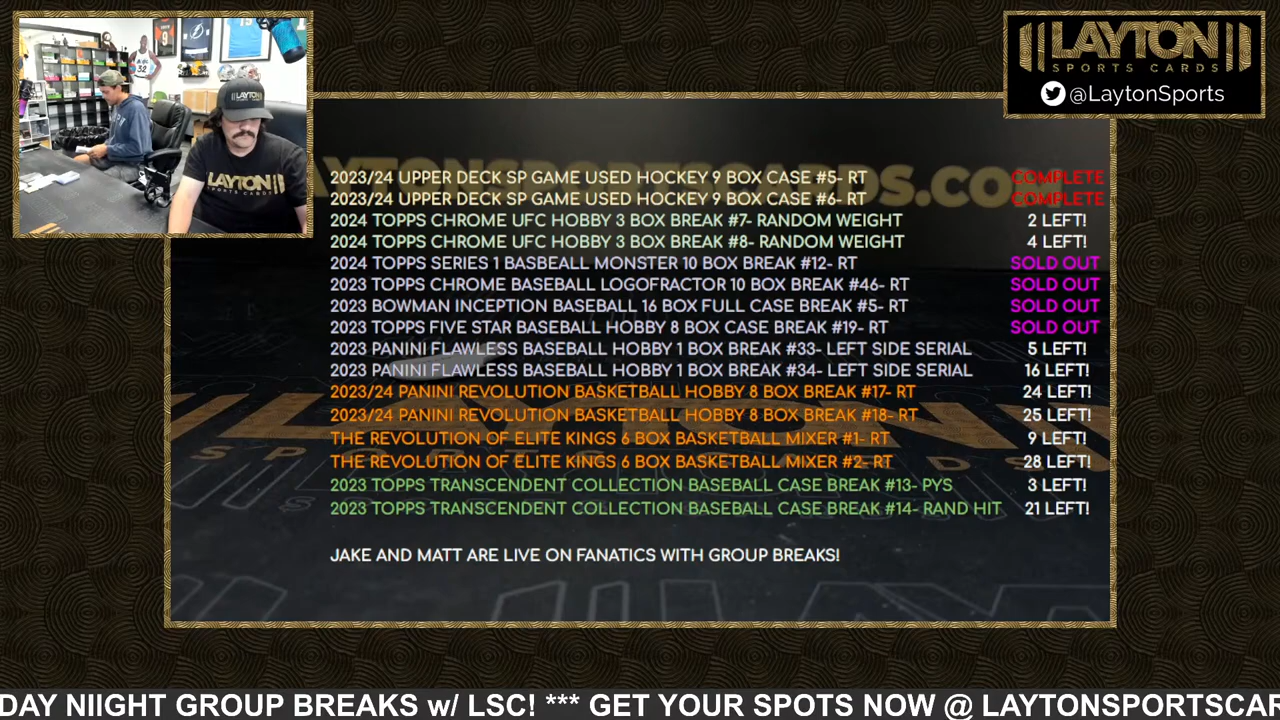 LAYTON
SPORTS CARDS
@LaytonSports
LAYTONSPORTSCARDS.CO
2023/24 UPPER DECK SP GAME USED HOCKEY 9 BOX CASE #5- RT COMPLETE
2023/24 UPPER DECK SP GAME USED HOCKEY 9 BOX CASE #6- RT COMPLETE
2024 TOPPS CHROME UFC HOBBY 3 BOX BREAK #7- RANDOM WEIGHT 2 LEFT!
2024 TOPPS CHROME UFC HOBBY 3 BOX BREAK #8- RANDOM WEIGHT 4 LEFT!
2024 TOPPS SERIES 1 BASBEALL MONSTER 10 BOX BREAK #12- RT SOLD OUT
2023 TOPPS CHROME BASEBALL LOGOFRACTOR 10 BOX BREAK #46- RT SOLD OUT
2023 BOWMAN INCEPTION BASEBALL 16 BOX FULL CASE BREAK #5- RT SOLD OUT
2023 TOPPS FIVE STAR BASEBALL HOBBY 8 BOX CASE BREAK #19- RT SOLD OUT
2023 PANINI FLAWLESS BASEBALL HOBBY 1 BOX BREAK #33- LEFT SIDE SERIAL 5 LEFT!
2023 PANINI FLAWLESS BASEBALL HOBBY 1 BOX BREAK #34- LEFT SIDE SERIAL 16 LEFT!
2023/24 PANINI REVOLUTION BASKETBALL HOBBY 8 BOX BREAK #17- RT 24 LEFT!
2023/24 PANINI REVOLUTION BASKETBALL HOBBY 8 BOX BREAK #18- RT 25 LEFT!
THE REVOLUTION OF ELITE KINGS 6 BOX BASKETBALL MIXER #1- RT 9 LEFT!
THE REVOLUTION OF ELITE KINGS 6 BOX BASKETBALL MIXER #2- RT 28 LEFT!
2023 TOPPS TRANSCENDENT COLLECTION BASEBALL CASE BREAK #13- PYS 3 LEFT!
2023 TOPPS TRANSCENDENT COLLECTION BASEBALL CASE BREAK #14- RAND HIT 21 LEFT!
JAKE AND MATT ARE LIVE ON FANATICS WITH GROUP BREAKS!
DAY NIIGHT GROUP BREAKS w/ LSC! *** GET YOUR SPOTS NOW @ LAYTONSPORTSCAR